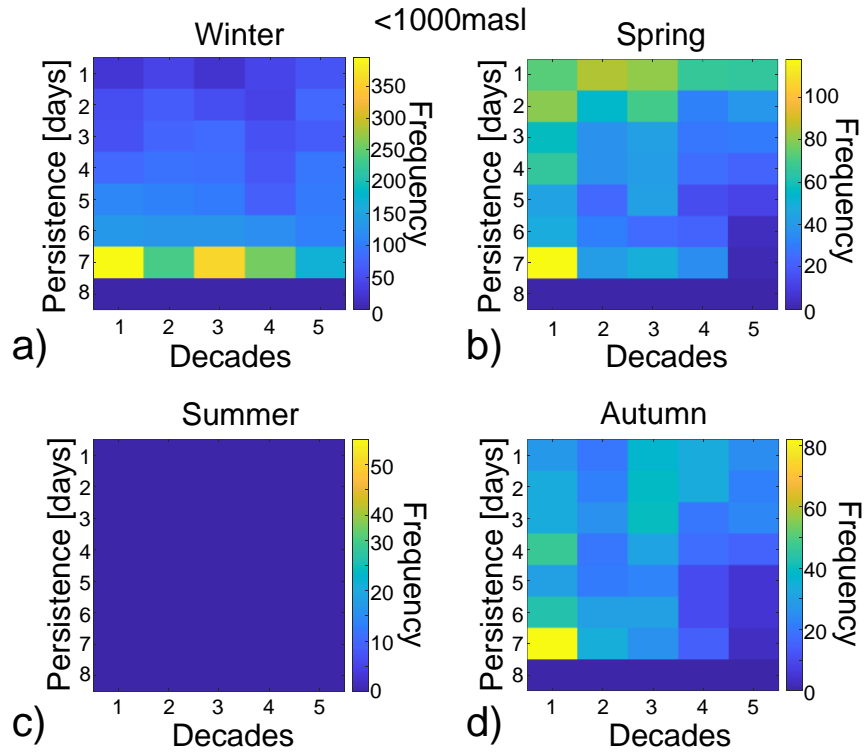 <1000masl
Winter
Persistence [days]
1
2
3
4
5
6
7
8
1 2 3 4 5
Decades
350
300
250
200
150
100
50
0
Frequency
a)
Spring
Persistence [days]
1
2
3
4
5
6
7
8
1 2 3 4 5
Decades
100
80
60
40
20
0
Frequency
b)
Summer
Persistence [days]
1
2
3
4
5
6
7
8
1 2 3 4 5
Decades
50
40
30
20
10
0
Frequency
c)
Autumn
Persistence [days]
1
2
3
4
5
6
7
8
1 2 3 4 5
Decades
80
60
40
20
0
Frequency
d)